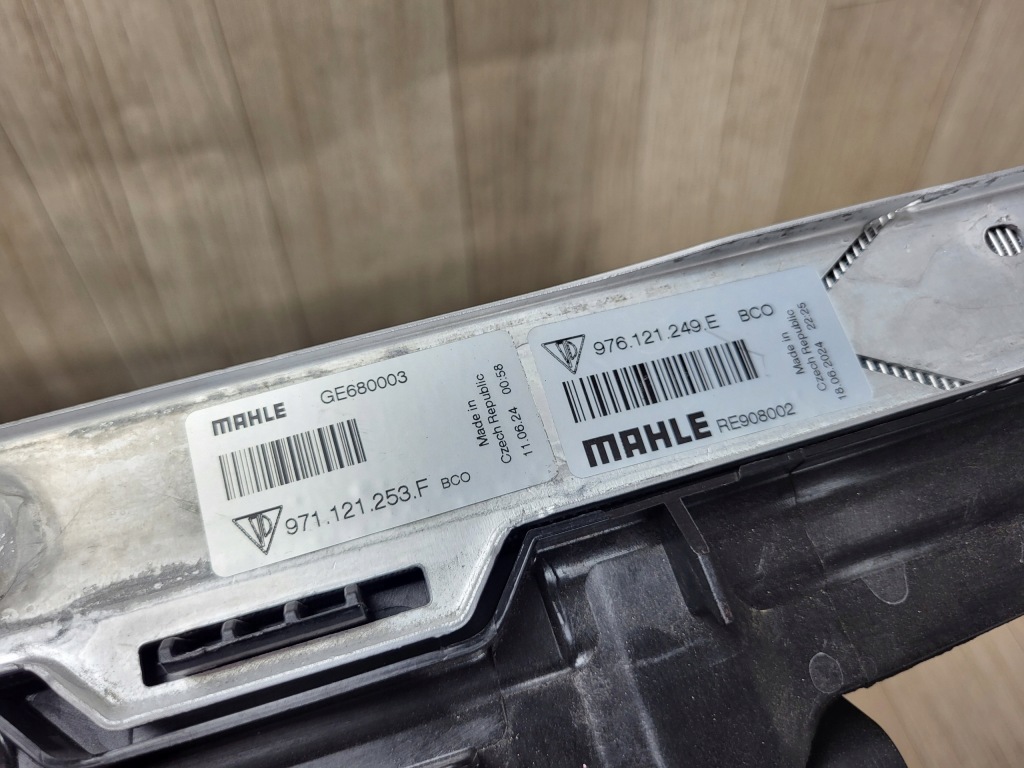 MAHLE GE680003
971.121.253.F BCO
Made in
Czech Republic
11.06.24 00:58
976.121.249.E BCO
MAHLE RE908002
Made in
Czech Republic
18.06.2024 22:25